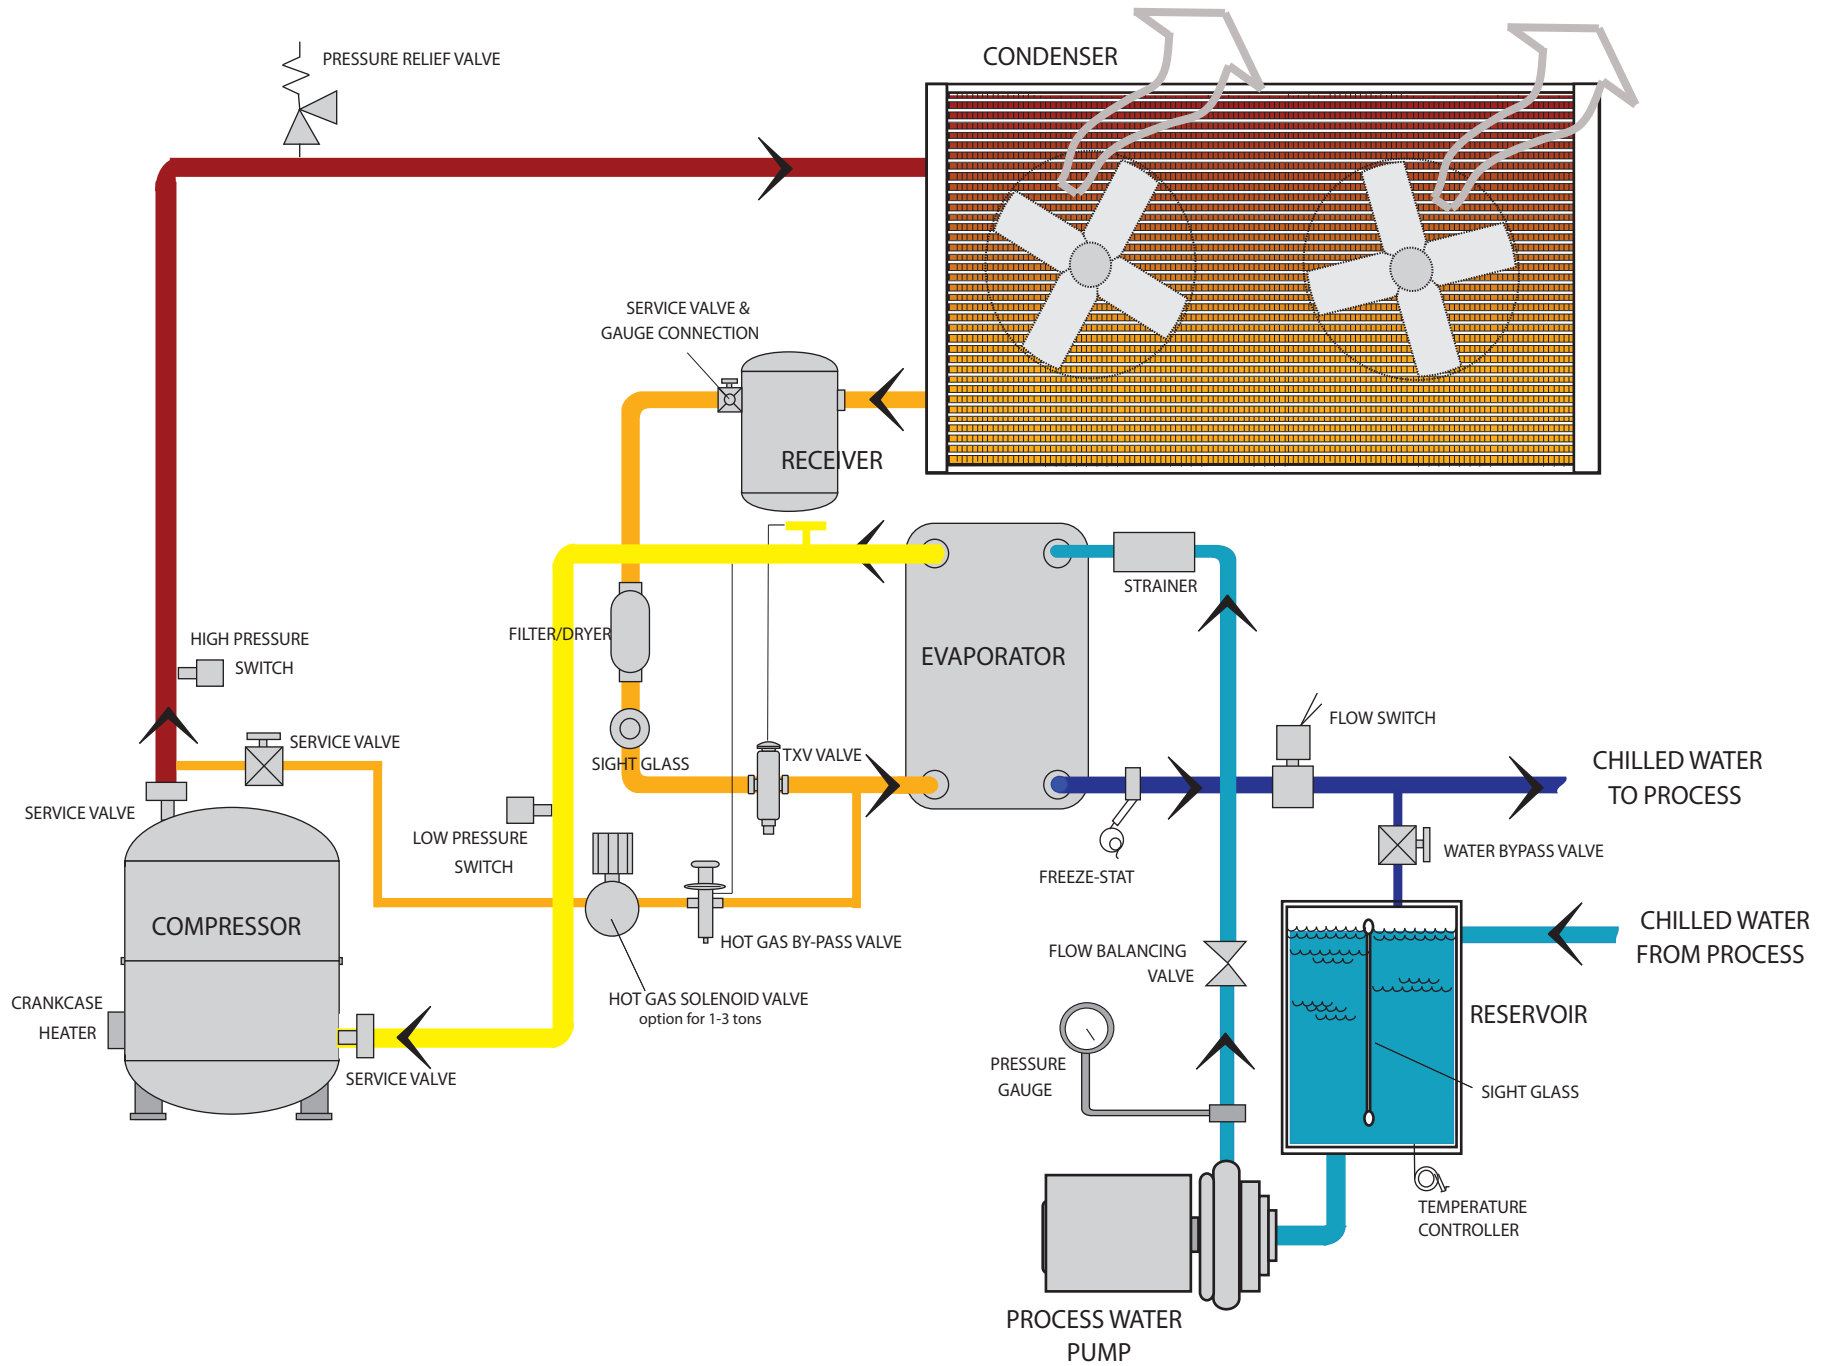 PRESSURE RELIEF VALVE
CONDENSER
SERVICE VALVE &
GAUGE CONNECTION
RECEIVER
STRAINER
FILTER/DRYER
EVAPORATOR
HIGH PRESSURE
SWITCH
SERVICE VALVE
SIGHT GLASS
TXV VALVE
FLOW SWITCH
CHILLED WATER
TO PROCESS
SERVICE VALVE
LOW PRESSURE
SWITCH
FREEZE-STAT
WATER BYPASS VALVE
COMPRESSOR
HOT GAS BY-PASS VALVE
FLOW BALANCING
VALVE
CHILLED WATER
FROM PROCESS
CRANKCASE
HEATER
HOT GAS SOLENOID VALVE
option for 1-3 tons
RESERVOIR
SERVICE VALVE
PRESSURE
GAUGE
SIGHT GLASS
TEMPERATURE
CONTROLLER
PROCESS WATER
PUMP